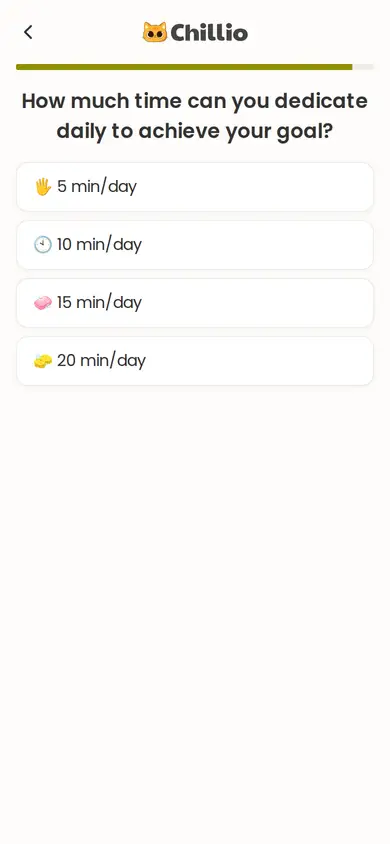 Chillio
How much time can you dedicate
daily to achieve your goal?
🖐️ 5 min/day
🕙 10 min/day
🧼 15 min/day
🧽 20 min/day